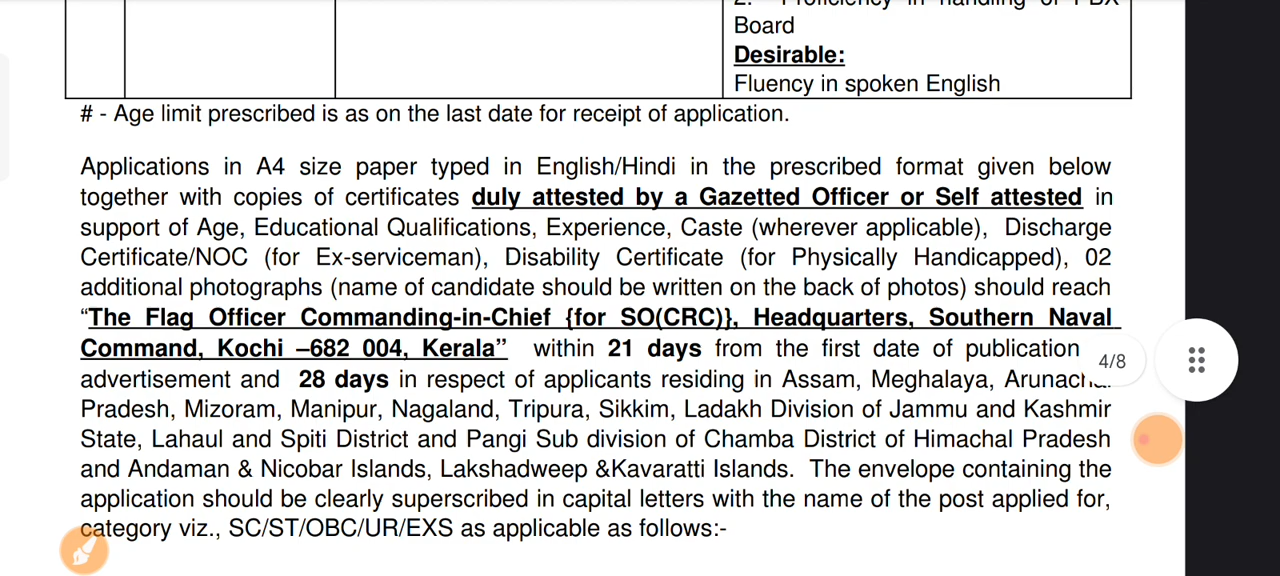 Board
Desirable:
Fluency in spoken English
# - Age limit prescribed is as on the last date for receipt of application.
Applications in A4 size paper typed in English/Hindi in the prescribed format given below
together with copies of certificates duly attested by a Gazetted Officer or Self attested in
support of Age, Educational Qualifications, Experience, Caste (wherever applicable), Discharge
Certificate/NOC (for Ex-serviceman), Disability Certificate (for Physically Handicapped), 02
additional photographs (name of candidate should be written on the back of photos) should reach
“The Flag Officer Commanding-in-Chief {for SO(CRC)}, Headquarters, Southern Naval
Command, Kochi –682 004, Kerala” within 21 days from the first date of publication
4/8
advertisement and 28 days in respect of applicants residing in Assam, Meghalaya,
Pradesh, Mizoram, Manipur, Nagaland, Tripura, Sikkim, Ladakh Division of Jammu and Kashmir
State, Lahaul and Spiti District and Pangi Sub division of Chamba District of Himachal Pradesh
and Andaman & Nicobar Islands, Lakshadweep &Kavaratti Islands. The envelope containing the
application should be clearly superscribed in capital letters with the name of the post applied for,
category viz., SC/ST/OBC/UR/EXS as applicable as follows:-